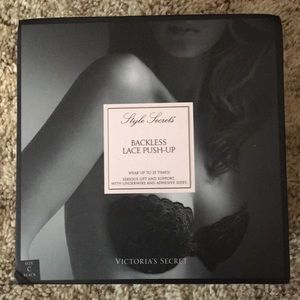 Style Secrets
BACKLESS
LACE PUSH-UP
WEAR UP TO 25 TIMES!
SERIOUS LIFT AND SUPPORT
WITH UNDERWIRE AND ADHESIVE SIDES
VICTORIA'S SECRET
SIZE
C
BLACK